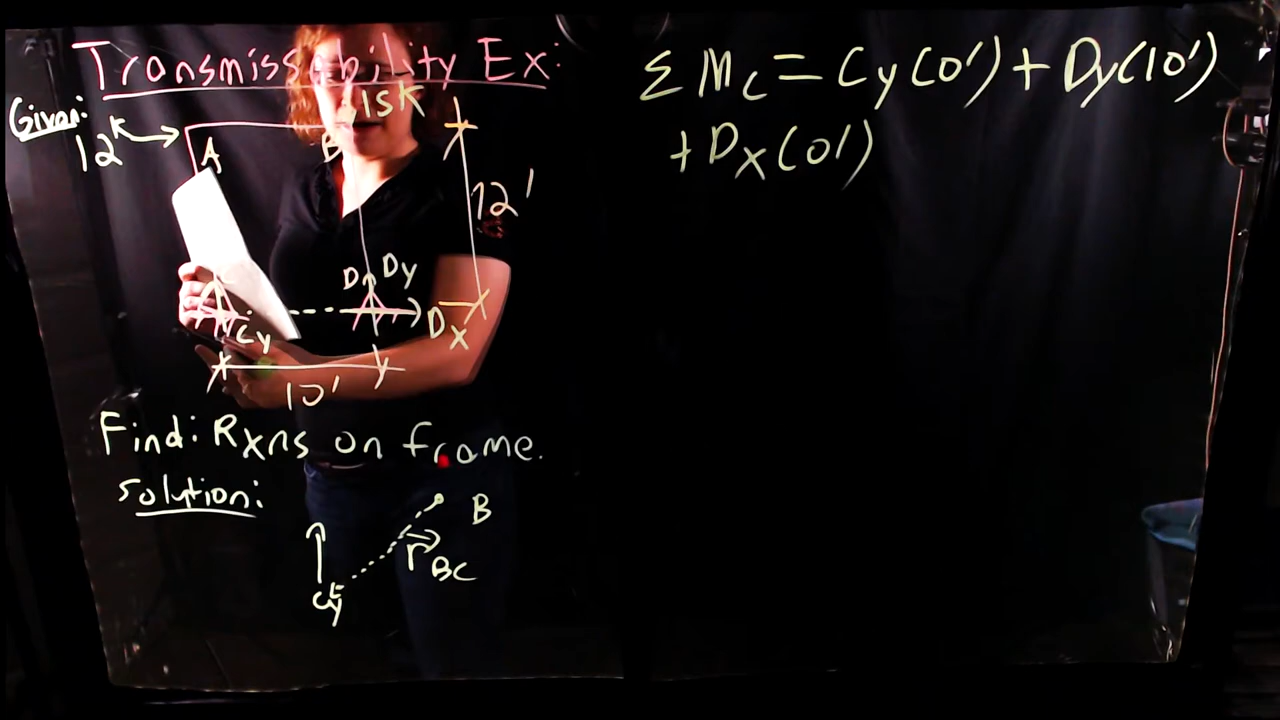 Transmissability Ex:
Given:
12K
15K
A
B
12'
D
Dy
Dx
Cy
10'
Find: Rxns on frame.
Solution:
B
rBC
Cy
ΣMc = Cy(0') + Dy(10')
+ Dx(0')